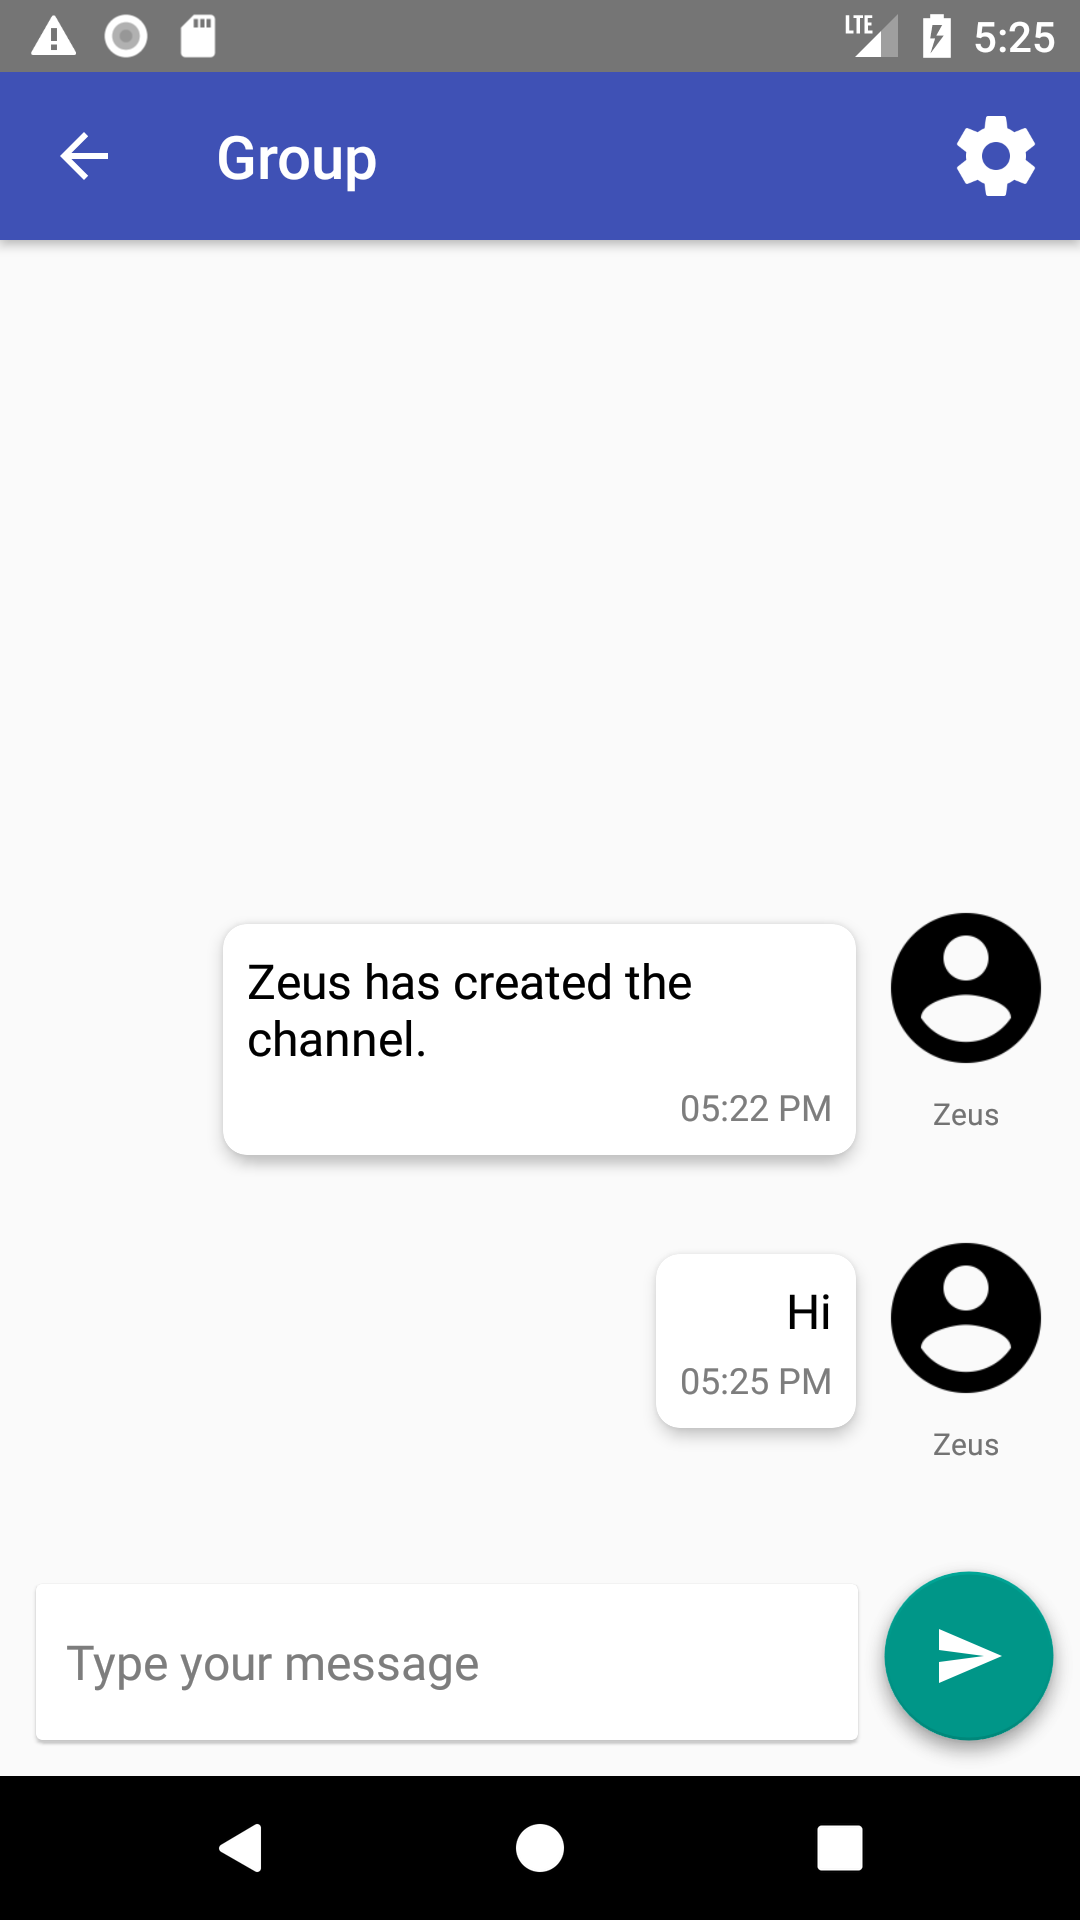 LTE 5:25
Group
Zeus has created the
channel.
05:22 PM
Zeus
Hi
05:25 PM
Zeus
Type your message